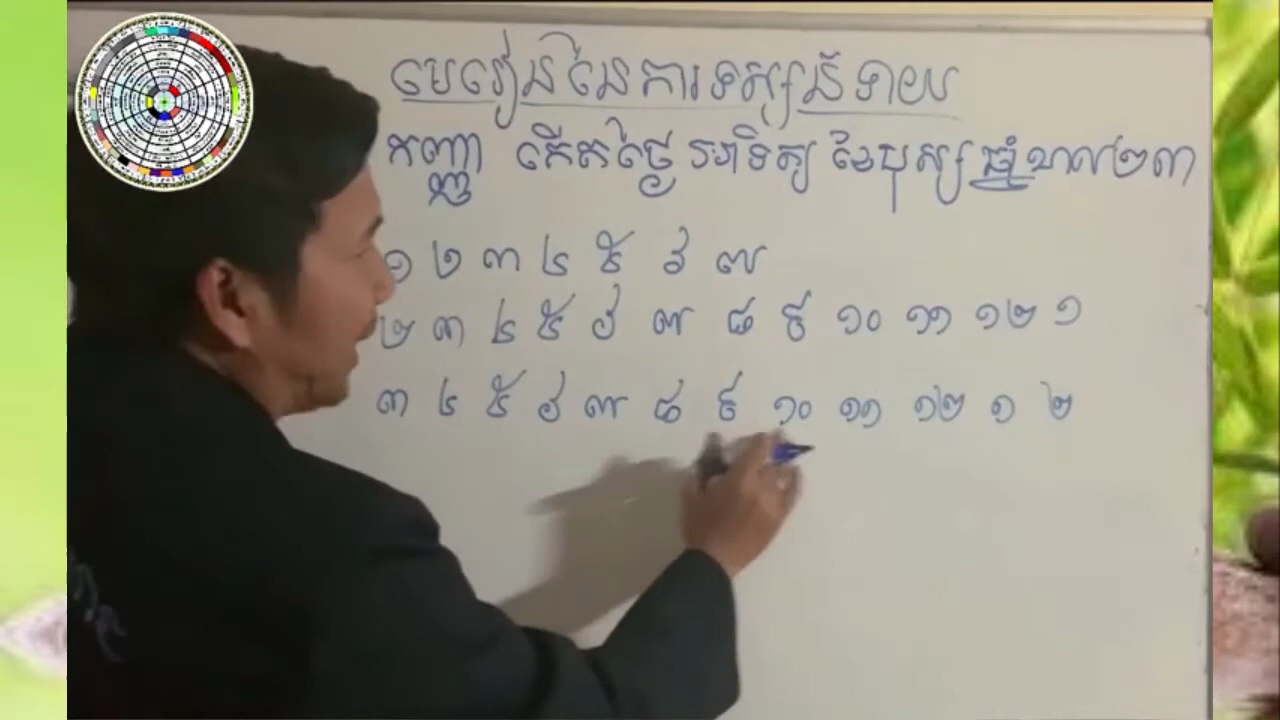 មេរៀននៃការទស្សន៍ទាយ
កញ្ញា កើតថ្ងៃ អាទិត្យ ខែបុស្ស ឆ្នាំខាល២៣
១ ២ ៣ ៤ ៥ ៦ ៧
២ ៣ ៤ ៥ ៦ ៧ ៨ ៩ ១០ ១១ ១២ ១
៣ ៤ ៥ ៦ ៧ ៨ ៩ ១០ ១១ ១២ ១ ២